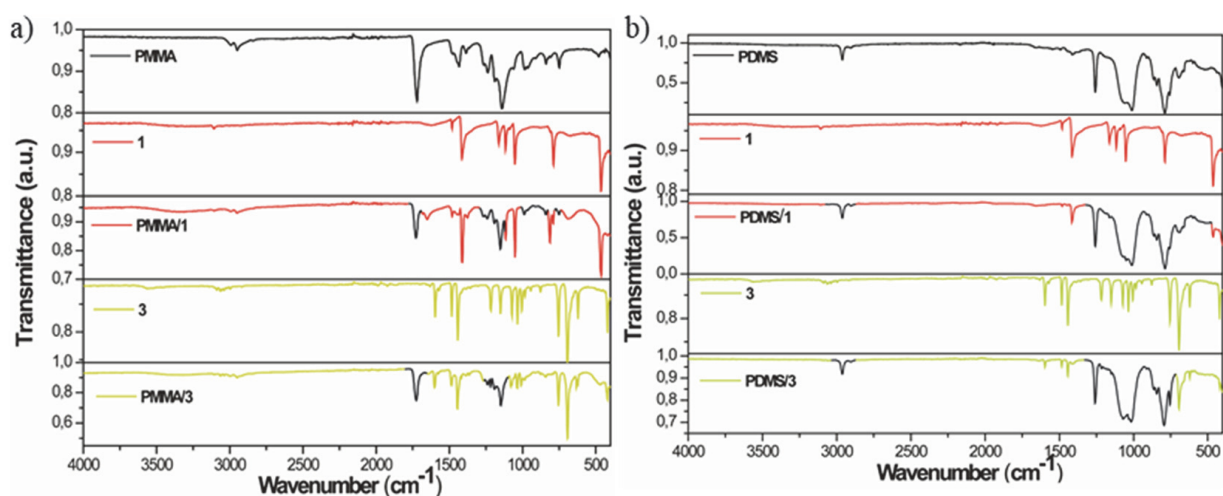 a)
1,0
0,9
0,8
PMMA
0,9
0,8
1
0,9
0,8
0,7
PMMA/1
0,8
3
1,0
0,8
0,6
PMMA/3
Transmittance (a.u.)
4000 3500 3000 2500 2000 1500 1000 500
Wavenumber (cm-1)
b)
1,0
0,5
PDMS
0,9
0,8
1
1,0
0,5
0,0
PDMS/1
0,8
3
0,9
0,8
0,7
PDMS/3
Transmittance (a.u.)
4000 3500 3000 2500 2000 1500 1000 500
Wavenumber (cm-1)